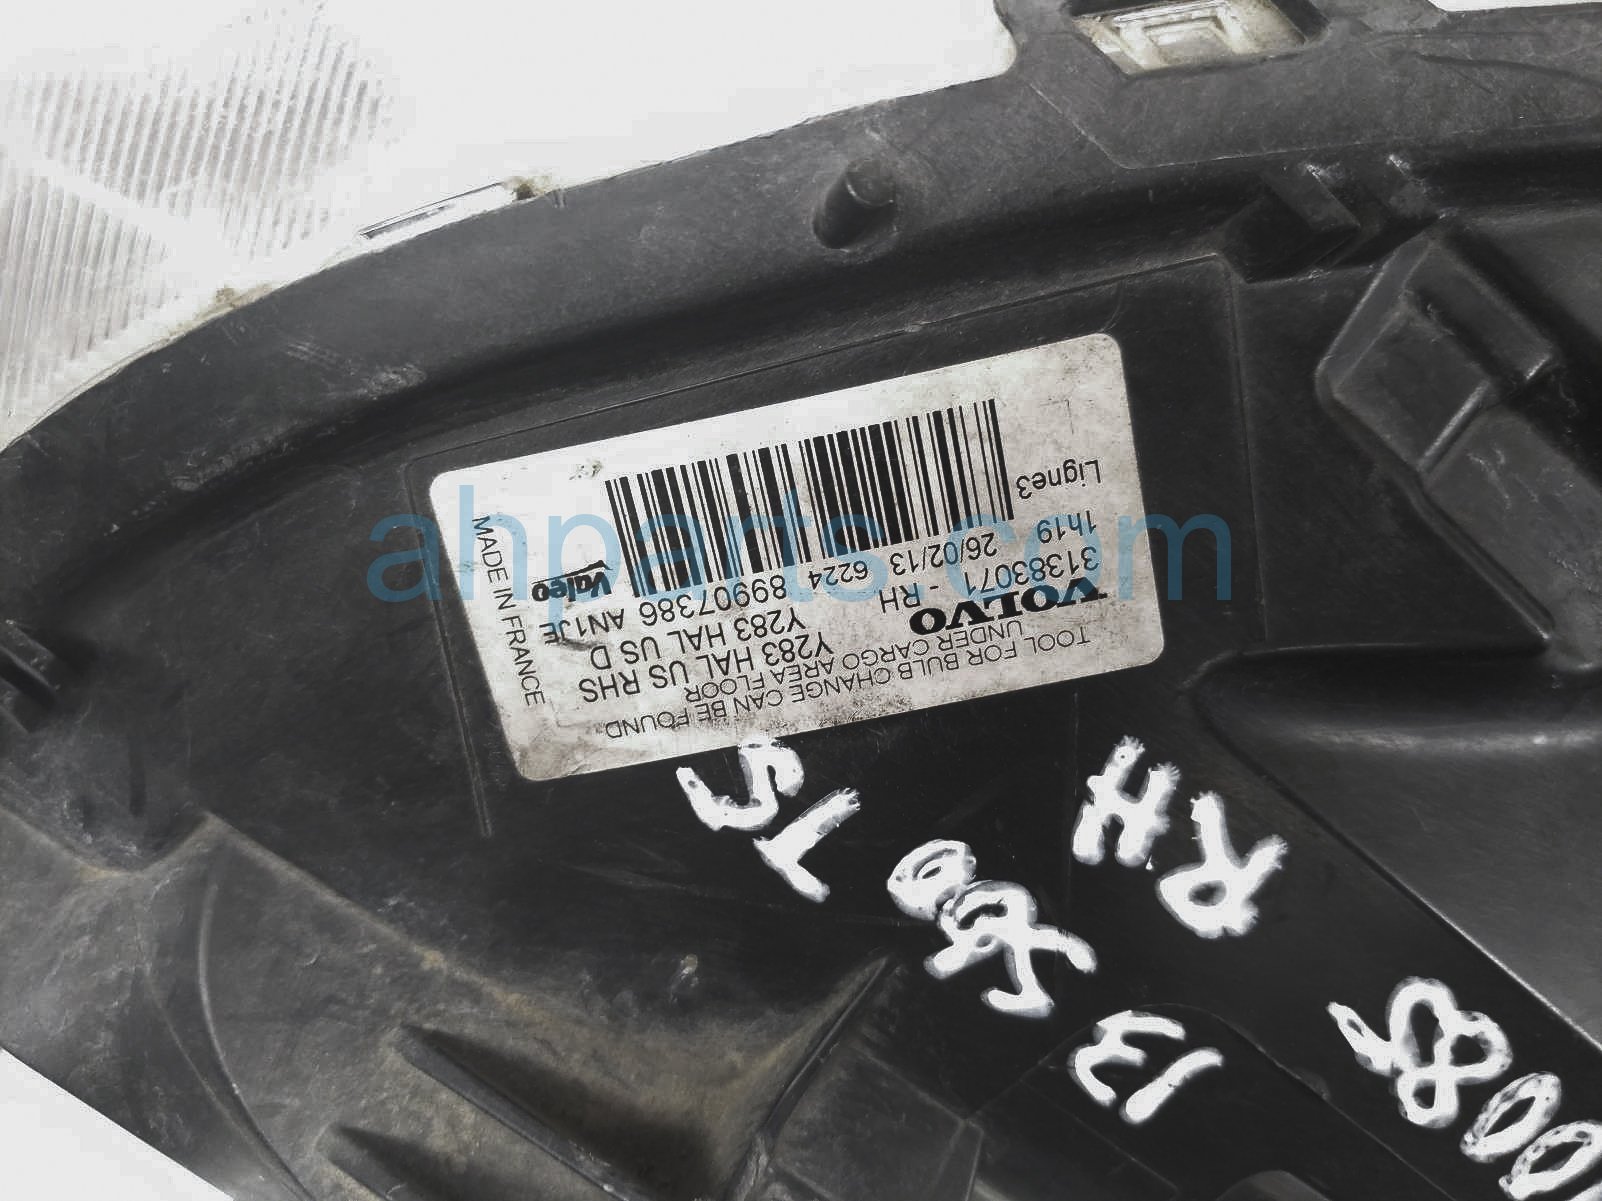 TOOL FOR BULB CHANGE CAN BE FOUND
UNDER CARGO AREA FLOOR
VOLVO
31383071 - RH
1h19 26/02/13 6224
Ligne3
Y283 HAL US RHS
Y283 HAL US D
89907386 AN1JE
Valeo
MADE IN FRANCE
ahparts.com
RH
13